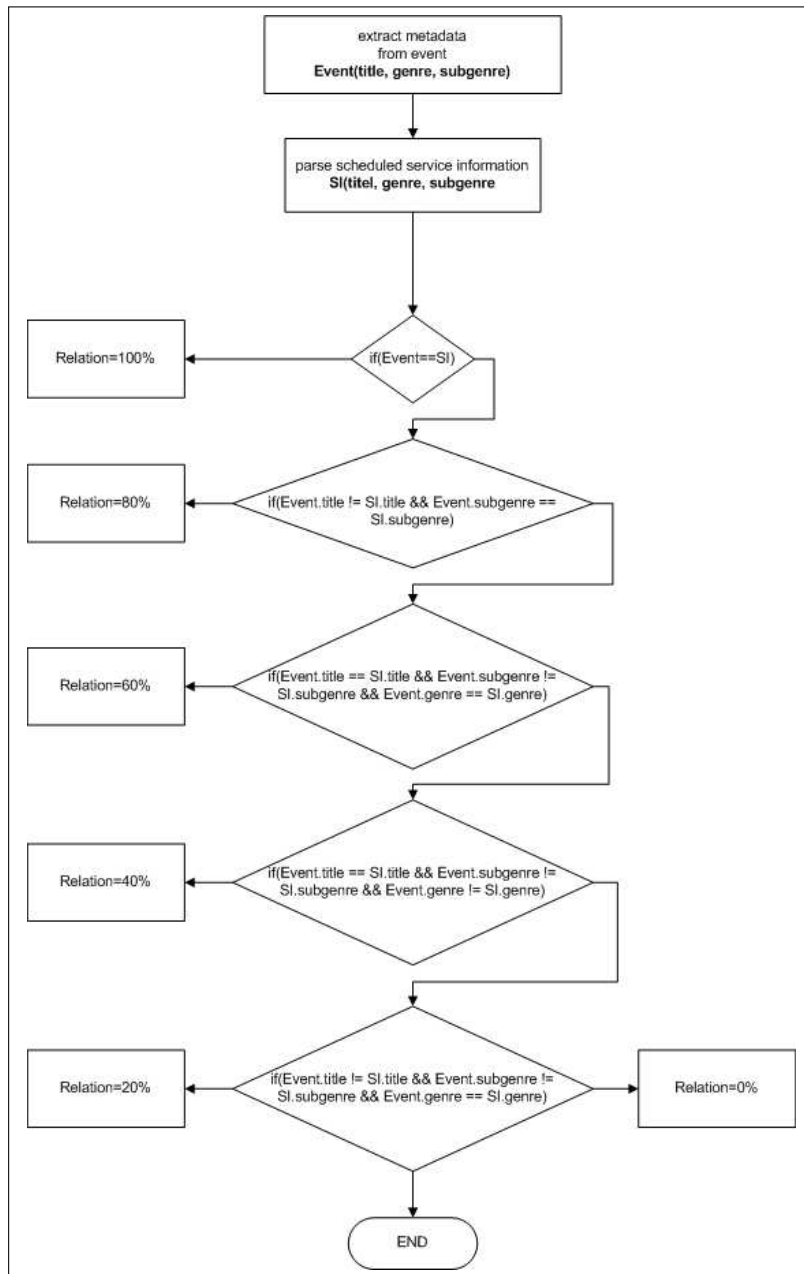 extract metadata
from event
Event(title, genre, subgenre)
parse scheduled service information
SI(titel, genre, subgenre
Relation=100%
if(Event==SI)
Relation=80%
if(Event.title != SI.title && Event.subgenre ==
SI.subgenre)
Relation=60%
if(Event.title == SI.title && Event.subgenre !=
SI.subgenre && Event.genre == SI.genre)
Relation=40%
if(Event.title == SI.title && Event.subgenre !=
SI.subgenre && Event.genre != SI.genre)
Relation=20%
if(Event.title != SI.title && Event.subgenre !=
SI.subgenre && Event.genre == SI.genre)
Relation=0%
END